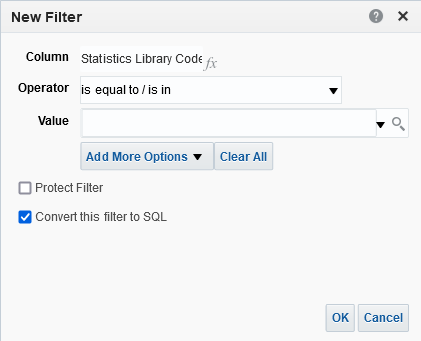 New Filter
Column Statistics Library Code fx
Operator is equal to / is in
Value
Add More Options Clear All
Protect Filter
Convert this filter to SQL
OK Cancel